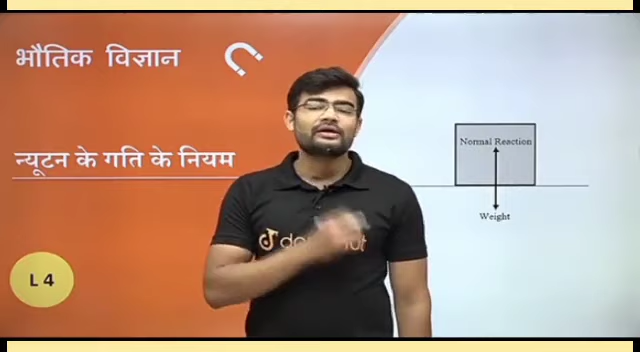 भौतिक विज्ञान
न्यूटन के गति के नियम
L 4
Normal Reaction
Weight